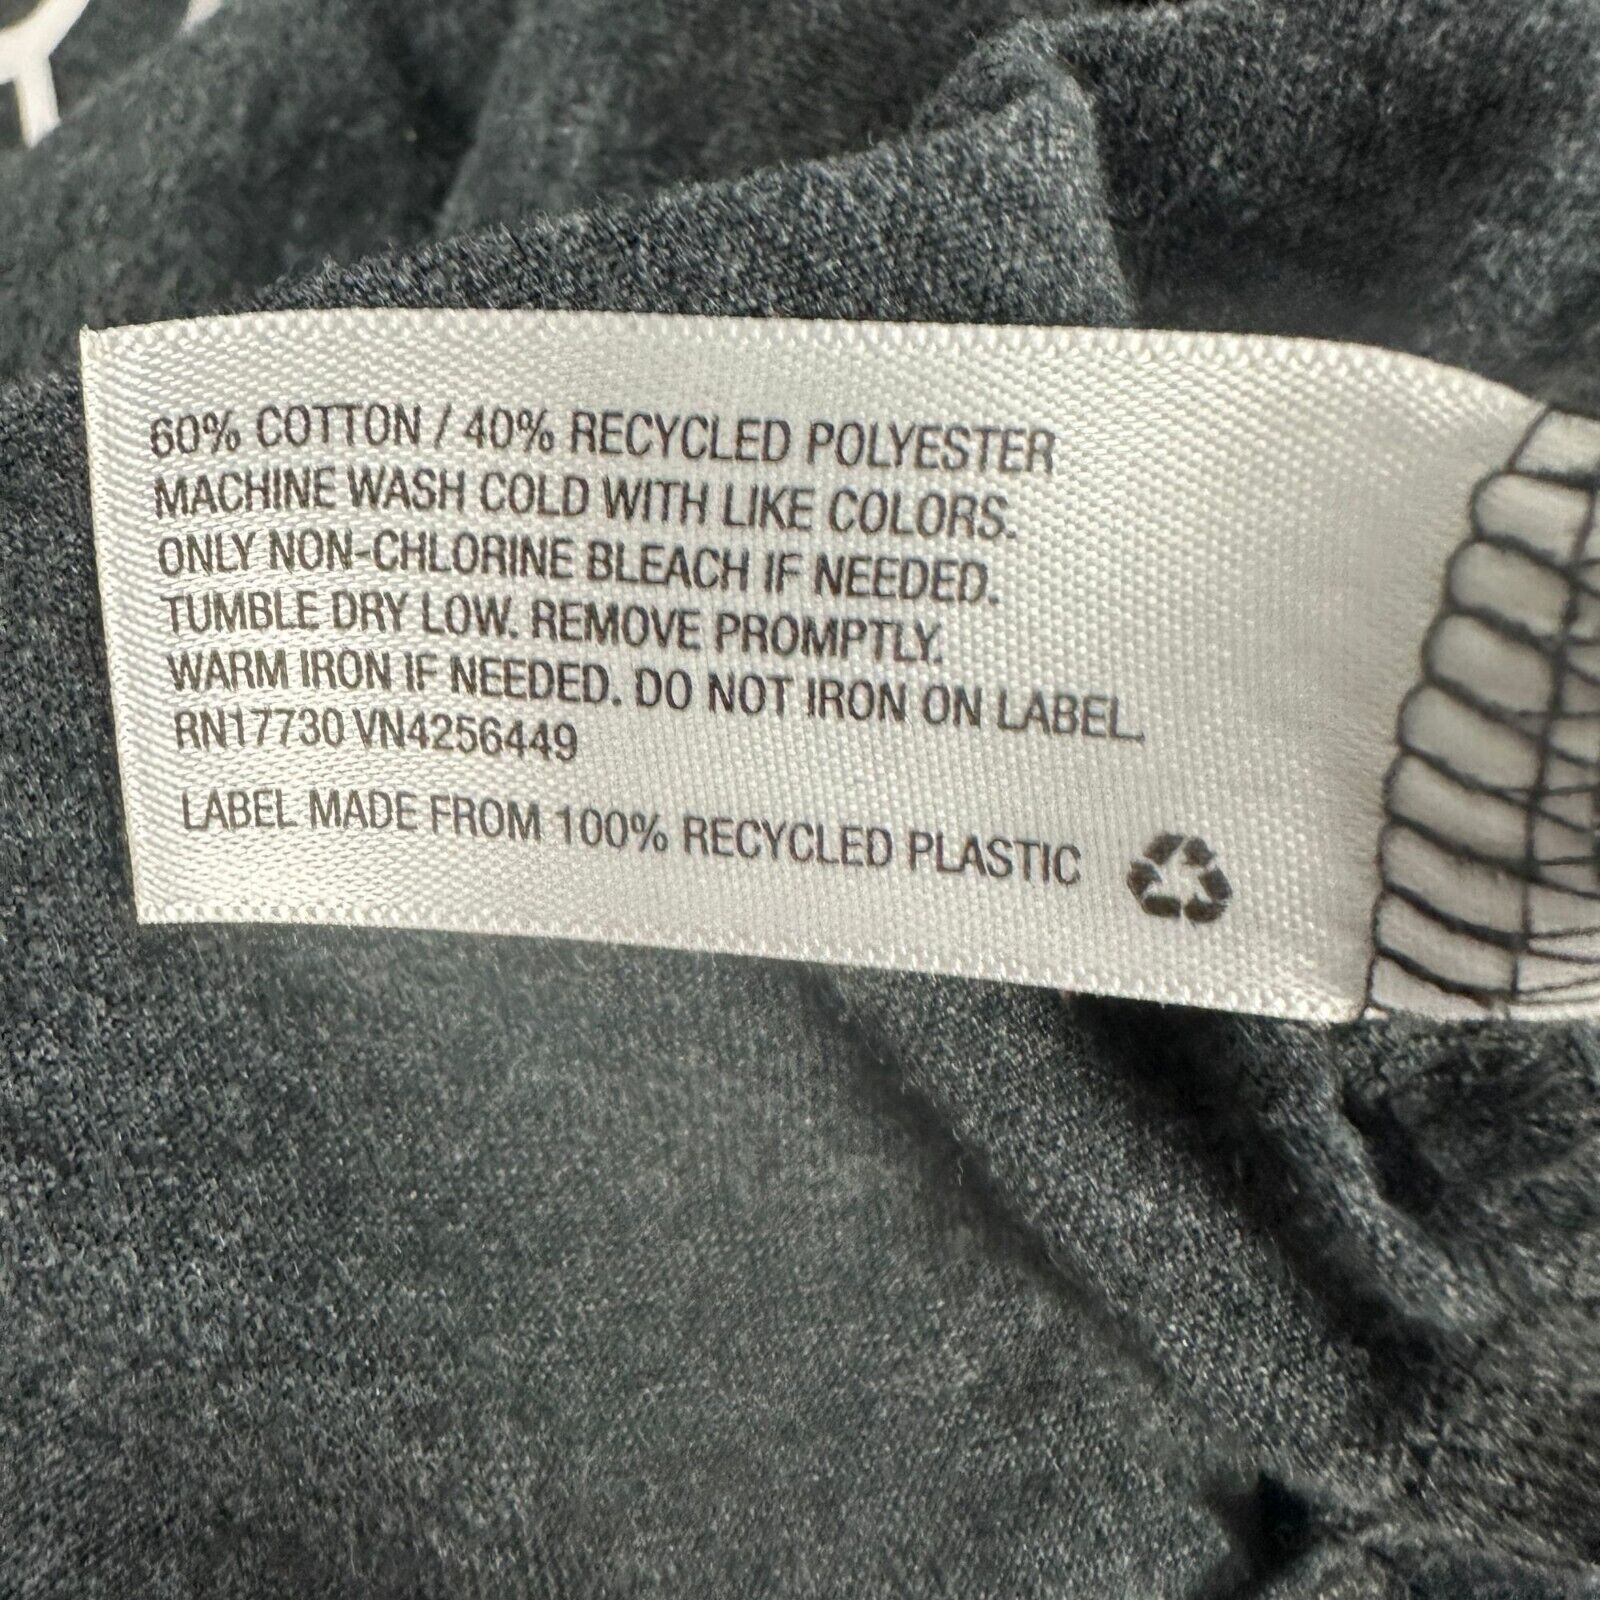 60% COTTON / 40% RECYCLED POLYESTER
MACHINE WASH COLD WITH LIKE COLORS.
ONLY NON-CHLORINE BLEACH IF NEEDED.
TUMBLE DRY LOW. REMOVE PROMPTLY.
WARM IRON IF NEEDED. DO NOT IRON ON LABEL.
RN17730 VN4256449
LABEL MADE FROM 100% RECYCLED PLASTIC